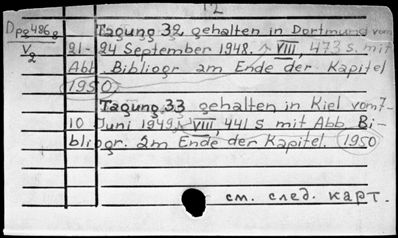 Dpg486g Tagung 32 gehalten in Dortmund vom
V2 21-24 September 1948. VIII, 473 s. mit
Abb. Bibliogr am Ende der Kapitel
1950.
Tagung 33 gehalten in Kiel vom 7-
10 Juni 1949. VIII, 441 S mit Abb. Bi-
bliogr. am Ende der Kapitel. 1950
см. след. карт.